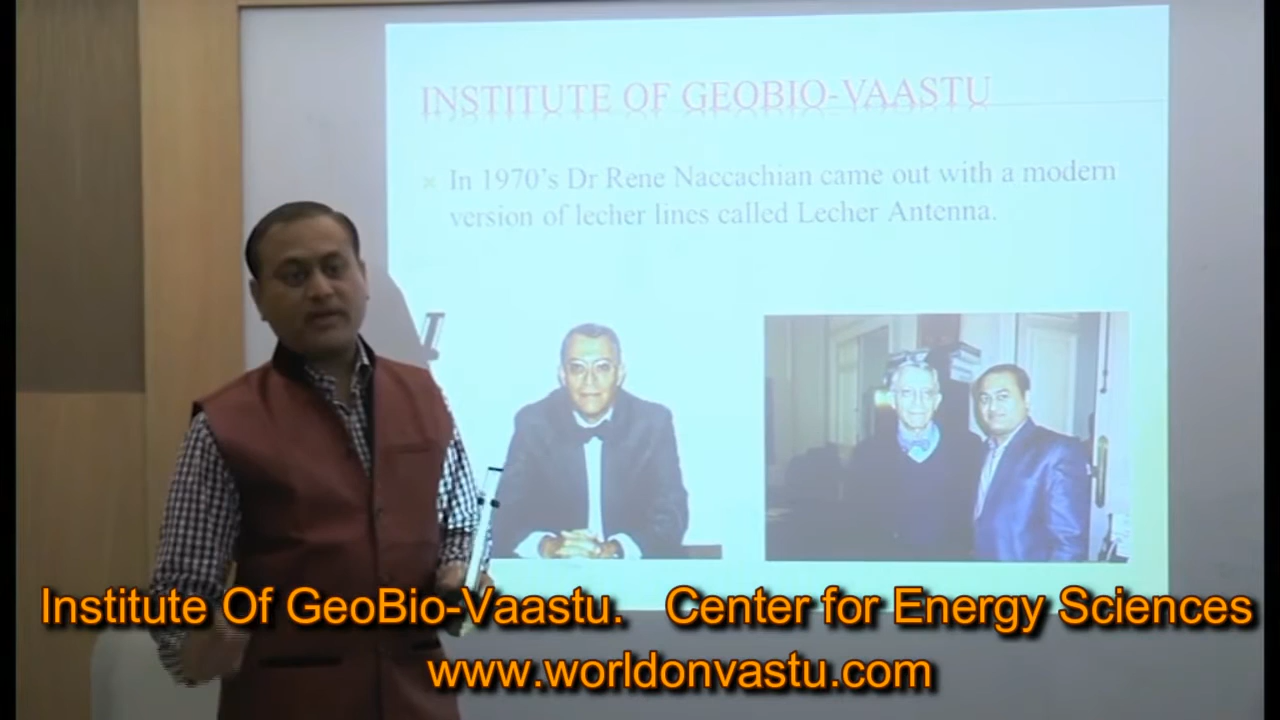 INSTITUTE OF GEOBIO-VAASTU
In 1970's Dr Rene Naccachian came out with a modern
version of lecher lines called Lecher Antenna.
Institute Of GeoBio-Vaastu. Center for Energy Sciences
www.worldonvastu.com